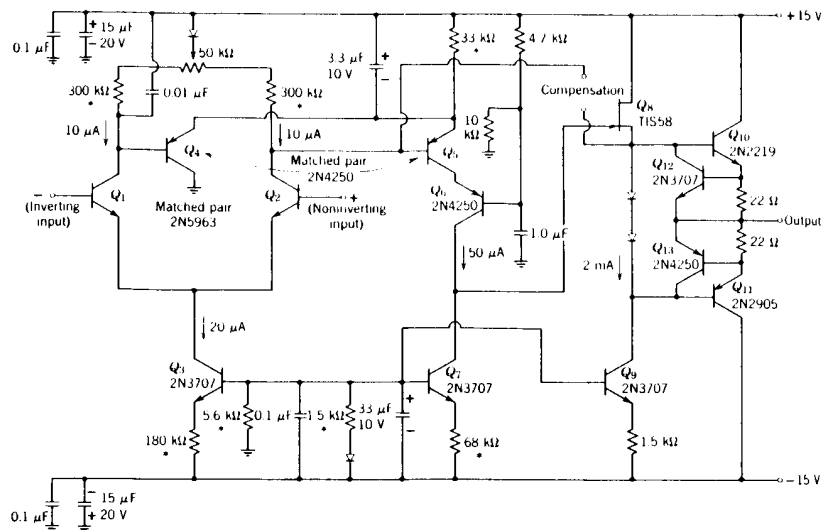 +15 V
0.1 μF
+ 15 μF
− 20 V
50 kΩ
300 kΩ
*
0.01 μF
300 kΩ
*
3.3 μF
10 V
+
−
33 kΩ
*
4.7 kΩ
10 kΩ
Compensation
Q8
TIS58
10 μA
10 μA
Q4
Matched pair
2N4250
Q5
Q10
2N2219
Q12
2N3707
22 Ω
Output
22 Ω
Q13
2N4250
Q11
2N2905
−
(Inverting input)
Q1
Matched pair
2N5963
Q2
+
(Noninverting input)
Q6
2N4250
1.0 μF
50 μA
2 mA
20 μA
Q3
2N3707
Q7
2N3707
Q9
2N3707
180 kΩ
*
5.6 kΩ
*
0.1 μF
1.5 kΩ
*
33 μF
10 V
+
−
68 kΩ
*
1.5 kΩ
−15 V
0.1 μF
− 15 μF
+ 20 V